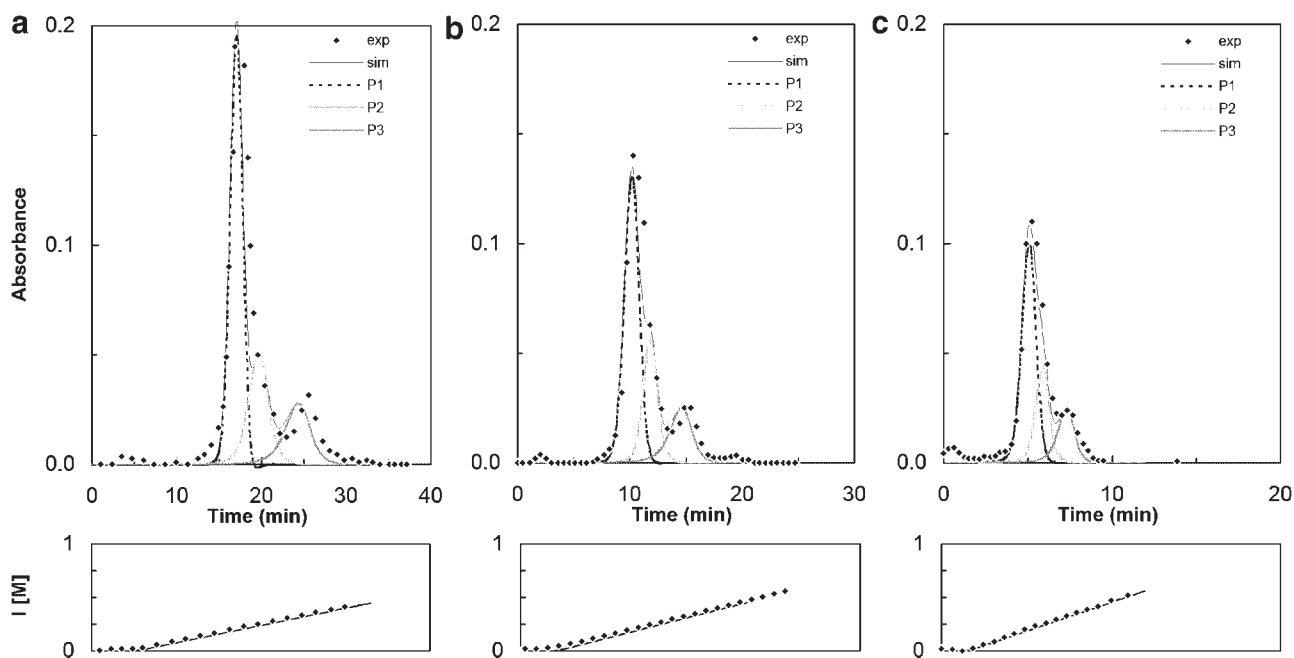 a
0.2
exp
sim
P1
P2
P3
0.1
0.0
Absorbance
0 10 20 30 40
Time (min)
b
0.2
exp
sim
P1
P2
P3
0.1
0.0
0 10 20 30
Time (min)
c
0.2
exp
sim
P1
P2
P3
0.1
0.0
0 10 20
Time (min)
I [M]
1
0
1
0
1
0